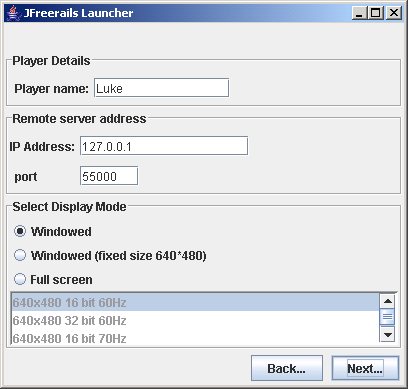 JFreerails Launcher
Player Details
Player name: Luke
Remote server address
IP Address: 127.0.0.1
port 55000
Select Display Mode
Windowed
Windowed (fixed size 640*480)
Full screen
640x480 16 bit 60Hz
640x480 32 bit 60Hz
640x480 16 bit 70Hz
Back... Next...